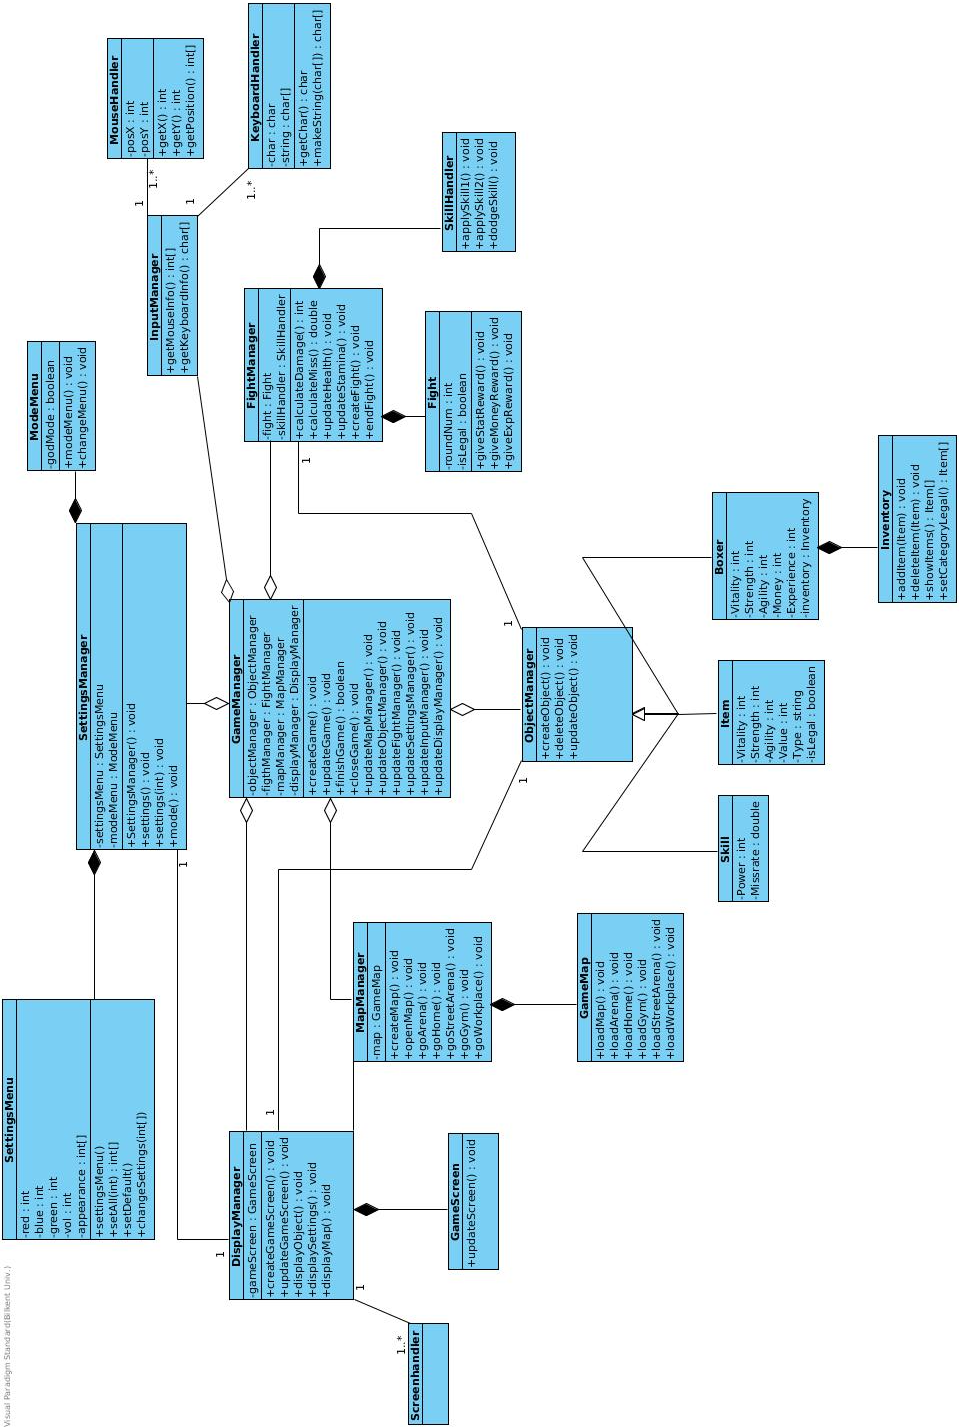 Visual Paradigm Standard(Bilkent Univ.)
SettingsMenu
-red : int
-blue : int
-green : int
-vol : int
-appearance : int[]
+settingsMenu()
+setAll(int) : int[]
+setDefault()
+changeSettings(int[])
SettingsManager
-settingsMenu : SettingsMenu
-modeMenu : ModeMenu
+SettingsManager() : void
+settings() : void
+settings(int) : void
+mode() : void
1
ModeMenu
-godMode : boolean
+modeMenu() : void
+changeMenu() : void
MouseHandler
-posX : int
-posY : int
+getX() : int
+getY() : int
+getPosition() : int[]
1
1..*
InputManager
+getMouseInfo() : int[]
+getKeyboardInfo() : char[]
1
1..*
KeyboardHandler
-char : char
-string : char[]
+getChar() : char
+makeString(char[]) : char[]
DisplayManager
-gameScreen : GameScreen
+createGameScreen() : void
+updateGameScreen() : void
+displayObject() : void
+displaySettings() : void
+displayMap() : void
1
1
1
Screenhandler
1..*
GameScreen
+updateScreen() : void
MapManager
-map : GameMap
+createMap() : void
+openMap() : void
+goArena() : void
+goHome() : void
+goStreetArena() : void
+goGym() : void
+goWorkplace() : void
GameMap
+loadMap() : void
+loadArena() : void
+loadHome() : void
+loadGym() : void
+loadStreetArena() : void
+loadWorkplace() : void
GameManager
-objectManager : ObjectManager
-figthManager : FightManager
-mapManager : MapManager
-displayManager : DisplayManager
+createGame() : void
+updateGame() : void
+finishGame() : boolean
+closeGame() : void
+updateMapManager() : void
+updateObjectManager() : void
+updateFightManager() : void
+updateSettingsManager() : void
+updateInputManager() : void
+updateDisplayManager() : void
FightManager
-fight : Fight
-skillHandler : SkillHandler
+calculateDamage() : int
+calculateMiss() : double
+updateHealth() : void
+updateStamina() : void
+createFight() : void
+endFight() : void
1
SkillHandler
+applySkill1() : void
+applySkill2() : void
+dodgeSkill() : void
Fight
-roundNum : int
-isLegal : boolean
+giveStatReward() : void
+giveMoneyReward() : void
+giveExpReward() : void
1
1
ObjectManager
+createObject() : void
+deleteObject() : void
+updateObject() : void
Skill
-Power : int
-Missrate : double
Item
-Vitality : int
-Strength : int
-Agility : int
-Value : int
-Type : string
-isLegal : boolean
Boxer
-Vitality : int
-Strength : int
-Agility : int
-Money : int
-Experience : int
-inventory : Inventory
Inventory
+addItem(Item) : void
+deleteItem(Item) : void
+showItems() : Item[]
+setCategoryLegal() : Item[]